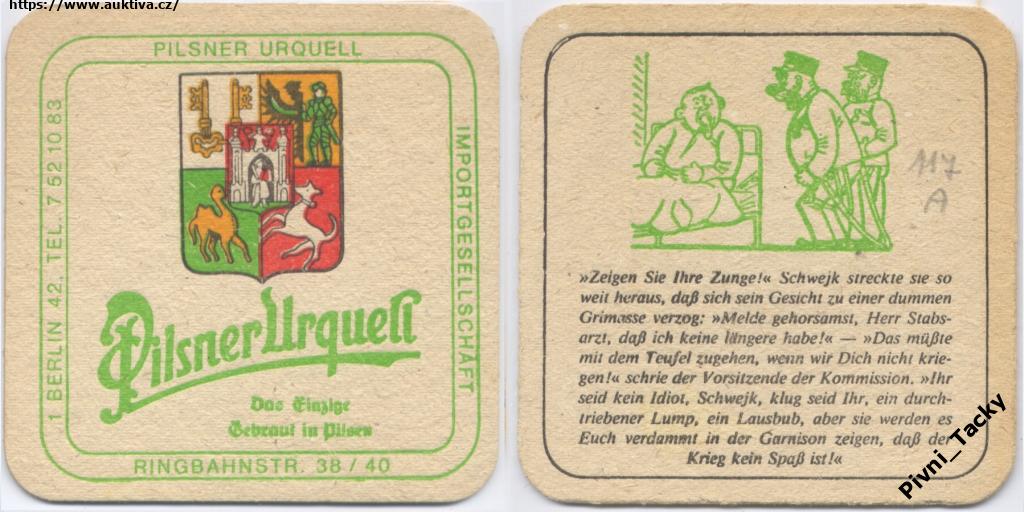 https://www.auktiva.cz/
PILSNER URQUELL
IMPORTGESELLSCHAFT
1 BERLIN 42, TEL. 7 52 10 83
Pilsner Urquell
Das Einzige
Gebraut in Pilsen
RINGBAHNSTR. 38 / 40
117
A
»Zeigen Sie Ihre Zunge!« Schwejk streckte sie so
weit heraus, daß sich sein Gesicht zu einer dummen
Grimasse verzog: »Melde gehorsamst, Herr Stabs-
arzt, daß ich keine längere habe!« — »Das müßte
mit dem Teufel zugehen, wenn wir Dich nicht krie-
gen!« schrie der Vorsitzende der Kommission. »Ihr
seid kein Idiot, Schwejk, klug seid Ihr, ein durch-
triebener Lump, ein Lausbub, aber sie werden es
Euch verdammt in der Garnison zeigen, daß der
Krieg kein Spaß ist!«
Pivni_Tacky